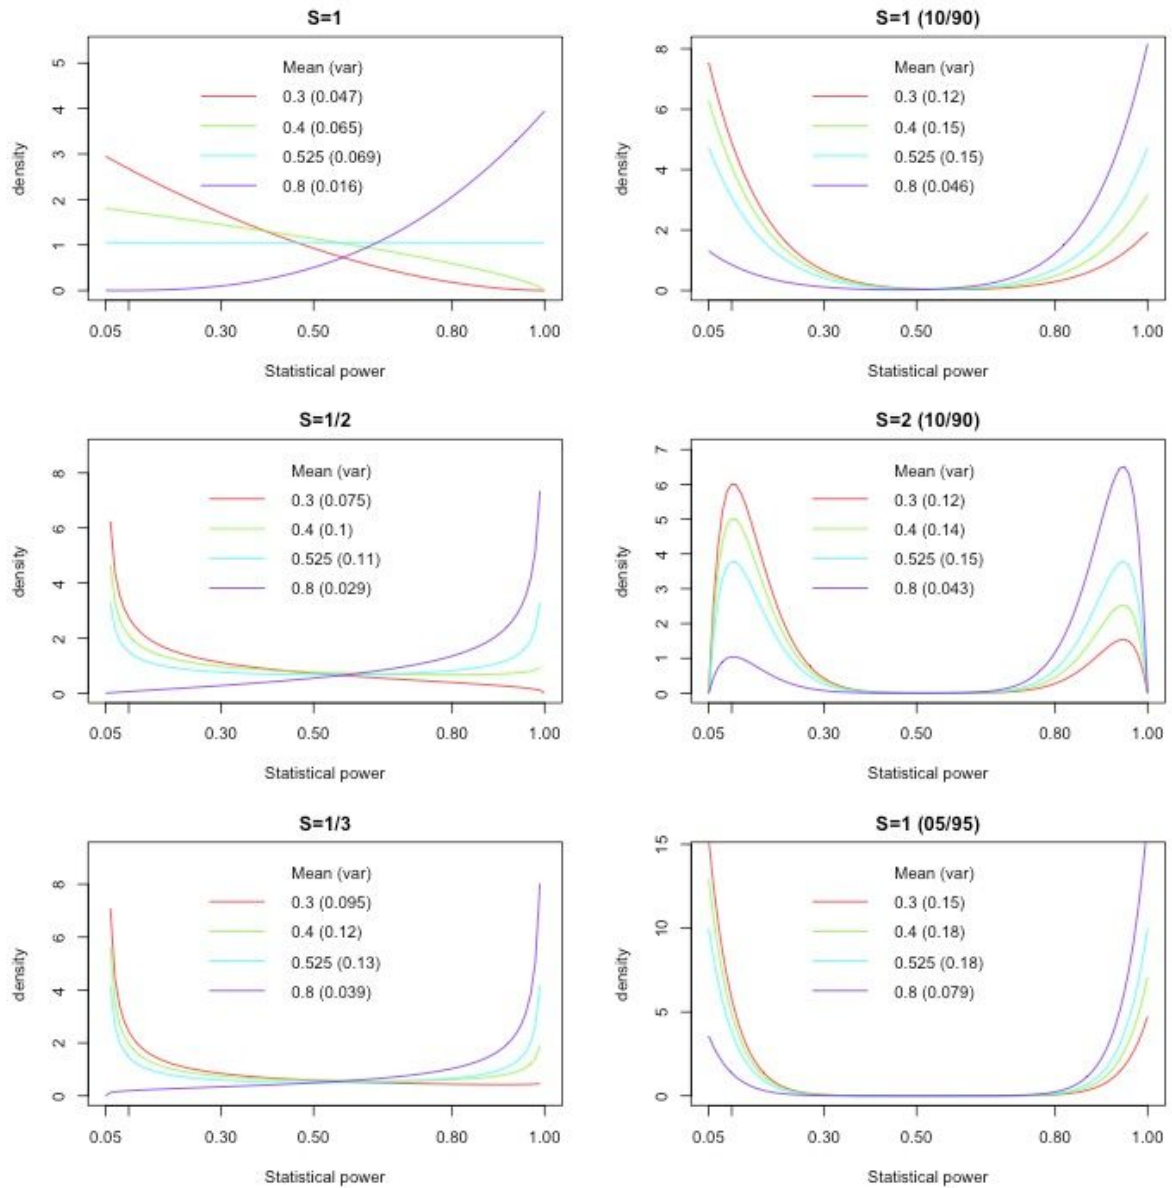 S=1
5
4
3
2
1
0
density
Mean (var)
0.3 (0.047)
0.4 (0.065)
0.525 (0.069)
0.8 (0.016)
0.05 0.30 0.50 0.80 1.00
Statistical power
S=1 (10/90)
8
6
4
2
0
density
Mean (var)
0.3 (0.12)
0.4 (0.15)
0.525 (0.15)
0.8 (0.046)
0.05 0.30 0.50 0.80 1.00
Statistical power
S=1/2
8
6
4
2
0
density
Mean (var)
0.3 (0.075)
0.4 (0.1)
0.525 (0.11)
0.8 (0.029)
0.05 0.30 0.50 0.80 1.00
Statistical power
S=2 (10/90)
7
6
5
4
3
2
1
0
density
Mean (var)
0.3 (0.12)
0.4 (0.14)
0.525 (0.15)
0.8 (0.043)
0.05 0.30 0.50 0.80 1.00
Statistical power
S=1/3
8
6
4
2
0
density
Mean (var)
0.3 (0.095)
0.4 (0.12)
0.525 (0.13)
0.8 (0.039)
0.05 0.30 0.50 0.80 1.00
Statistical power
S=1 (05/95)
15
10
5
0
density
Mean (var)
0.3 (0.15)
0.4 (0.18)
0.525 (0.18)
0.8 (0.079)
0.05 0.30 0.50 0.80 1.00
Statistical power